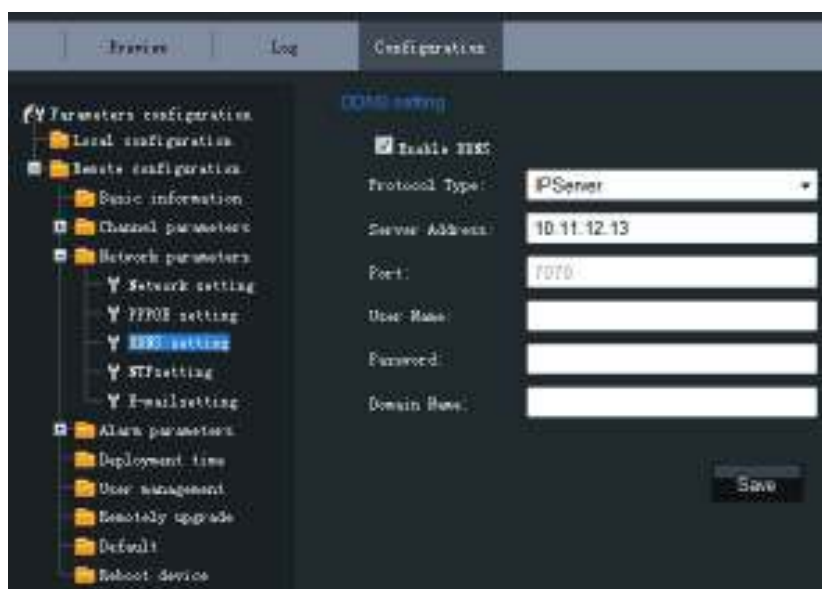 Preview
Log
Configuration
Parameters configuration
Local configuration
Remote configuration
Basic information
Channel parameters
Network parameters
Network setting
PPPOE setting
DDNS setting
NTPsetting
E-mailsetting
Alarm parameters
Deployment time
User management
Remotely upgrade
Default
Reboot device
DDNS setting
Enable DDNS
Protocol Type:
IPServer
Server Address:
10.11.12.13
Port:
7070
User Name:
Password:
Domain Name:
Save